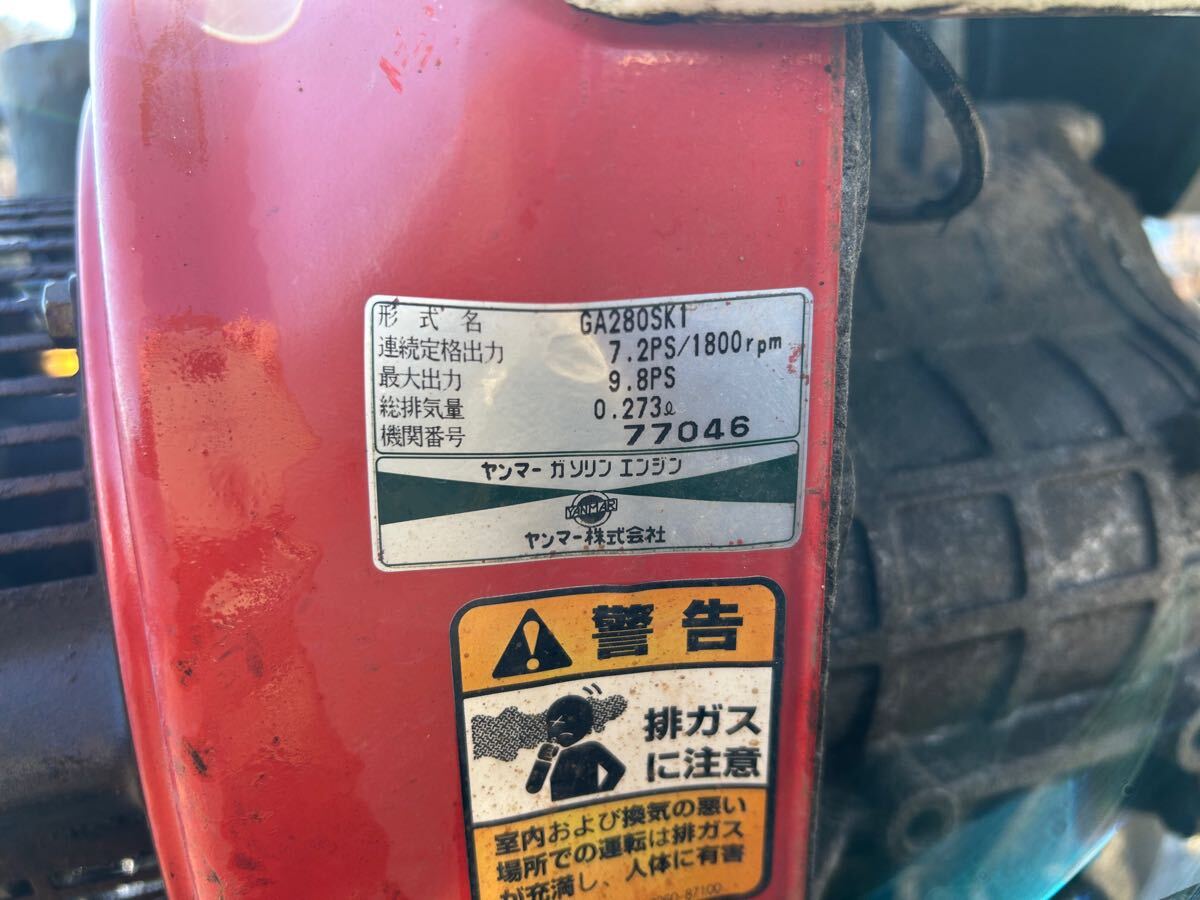 形式名 GA280SK1
連続定格出力 7.2PS/1800rpm
最大出力 9.8PS
総排気量 0.273ℓ
機関番号 77046
ヤンマー ガソリン エンジン
YANMAR
ヤンマー株式会社
警告
排ガス
に注意
室内および換気の悪い
場所での運転は排ガス
が充満し、人体に有害